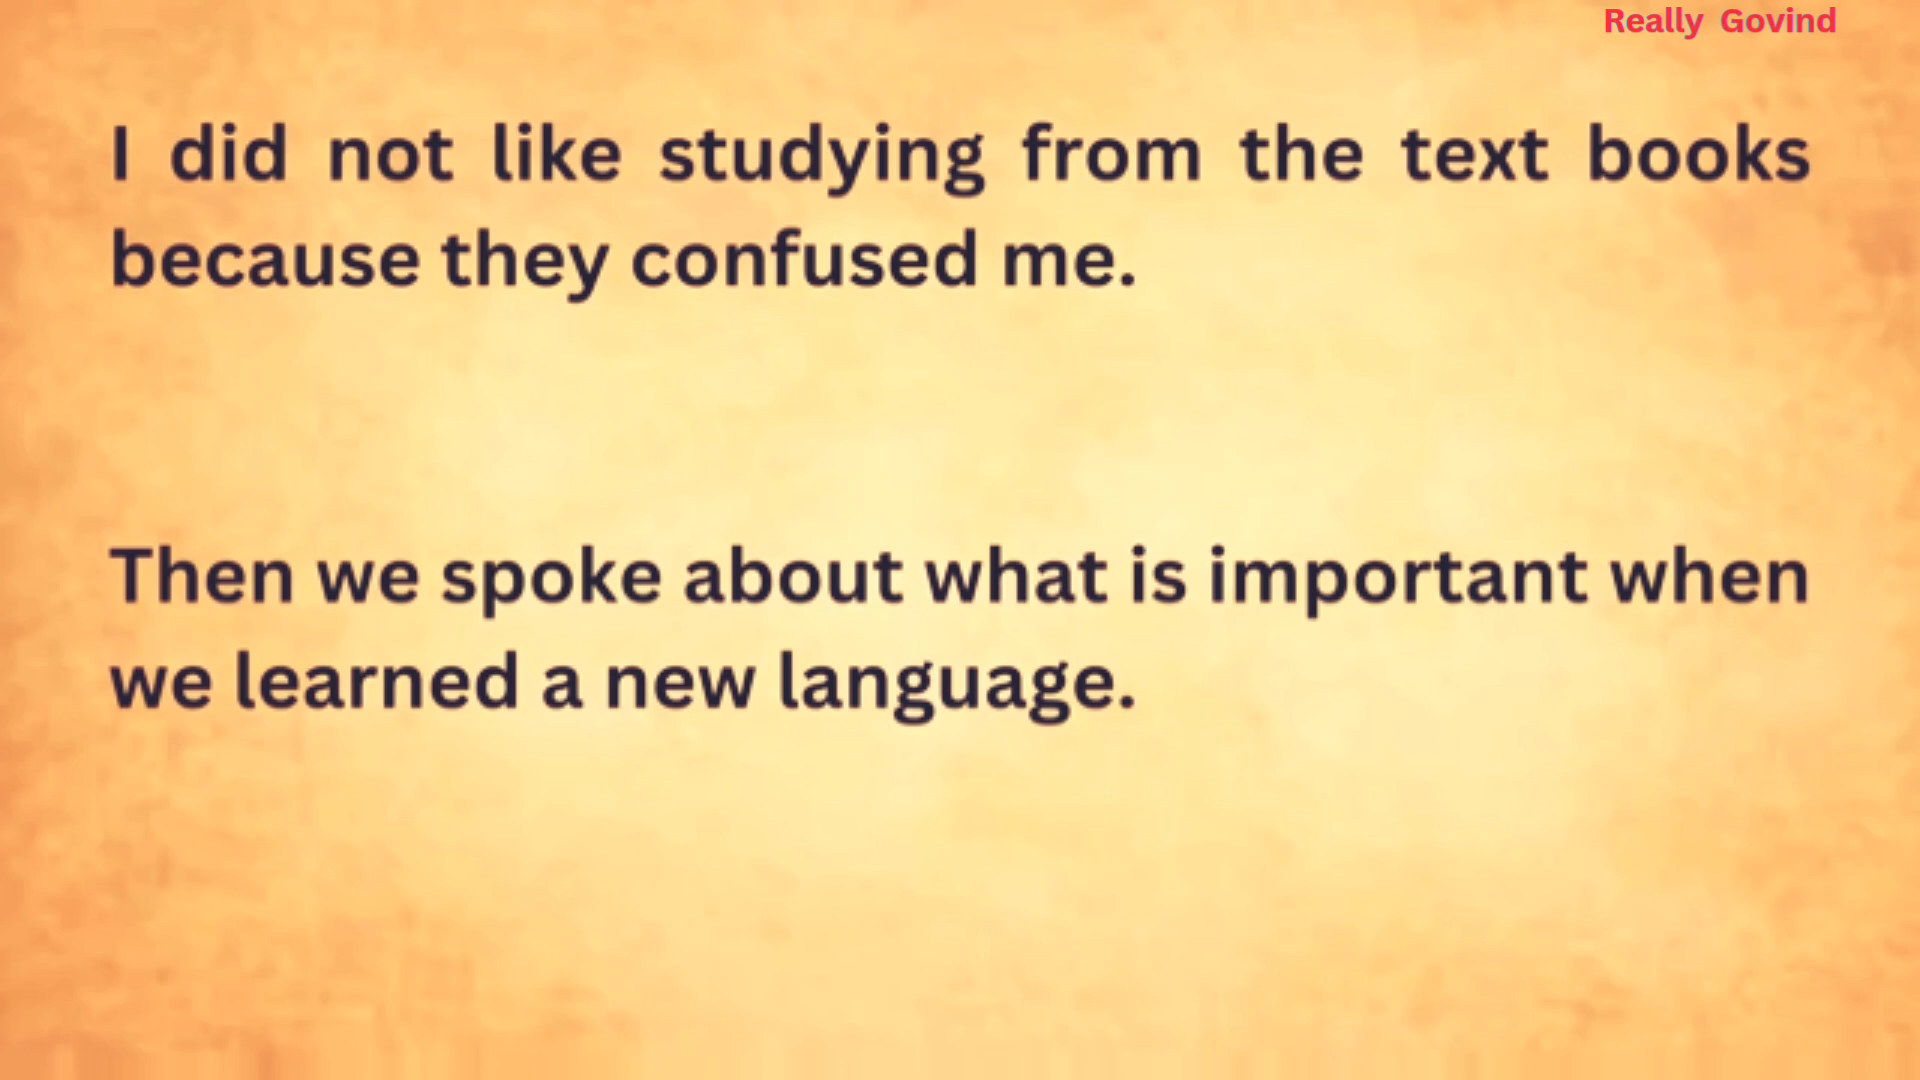 Really Govind
I did not like studying from the text books
because they confused me.
Then we spoke about what is important when
we learned a new language.